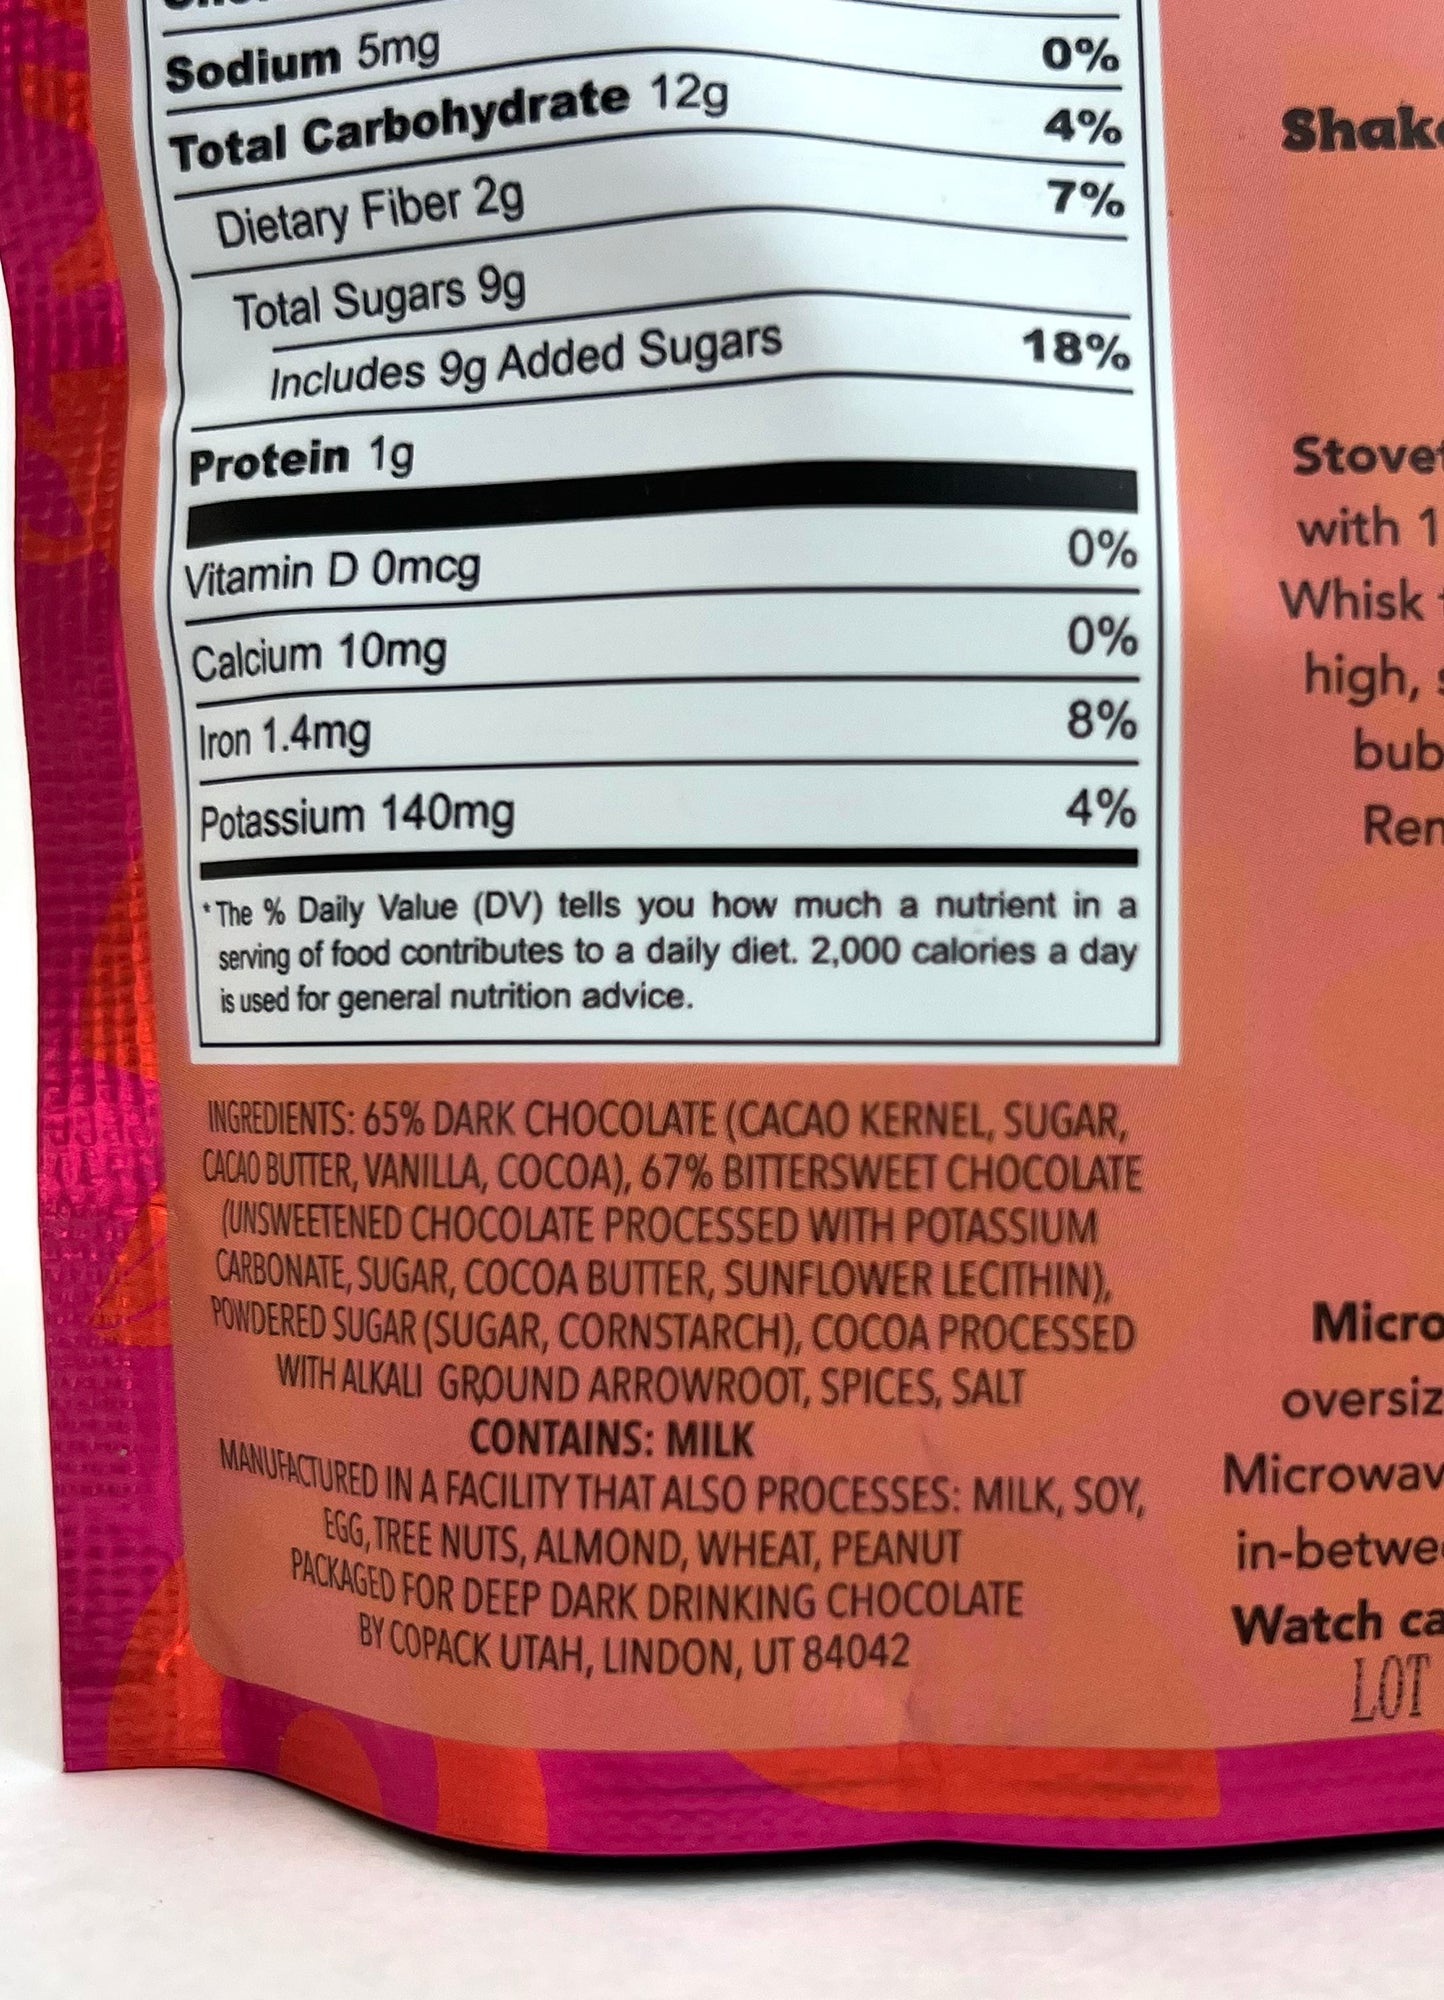 Sodium 5mg 0%
Total Carbohydrate 12g 4%
Dietary Fiber 2g 7%
Total Sugars 9g
Includes 9g Added Sugars 18%
Protein 1g
Vitamin D 0mcg 0%
Calcium 10mg 0%
Iron 1.4mg 8%
Potassium 140mg 4%
*The % Daily Value (DV) tells you how much a nutrient in a
serving of food contributes to a daily diet. 2,000 calories a day
is used for general nutrition advice.
INGREDIENTS: 65% DARK CHOCOLATE (CACAO KERNEL, SUGAR,
CACAO BUTTER, VANILLA, COCOA), 67% BITTERSWEET CHOCOLATE
(UNSWEETENED CHOCOLATE PROCESSED WITH POTASSIUM
CARBONATE, SUGAR, COCOA BUTTER, SUNFLOWER LECITHIN),
POWDERED SUGAR (SUGAR, CORNSTARCH), COCOA PROCESSED
WITH ALKALI GROUND ARROWROOT, SPICES, SALT
CONTAINS: MILK
MANUFACTURED IN A FACILITY THAT ALSO PROCESSES: MILK, SOY,
EGG, TREE NUTS, ALMOND, WHEAT, PEANUT
PACKAGED FOR DEEP DARK DRINKING CHOCOLATE
BY COPACK UTAH, LINDON, UT 84042
with 1
Whisk
high,
Microwav
in-betwe
Watch ca
LOT